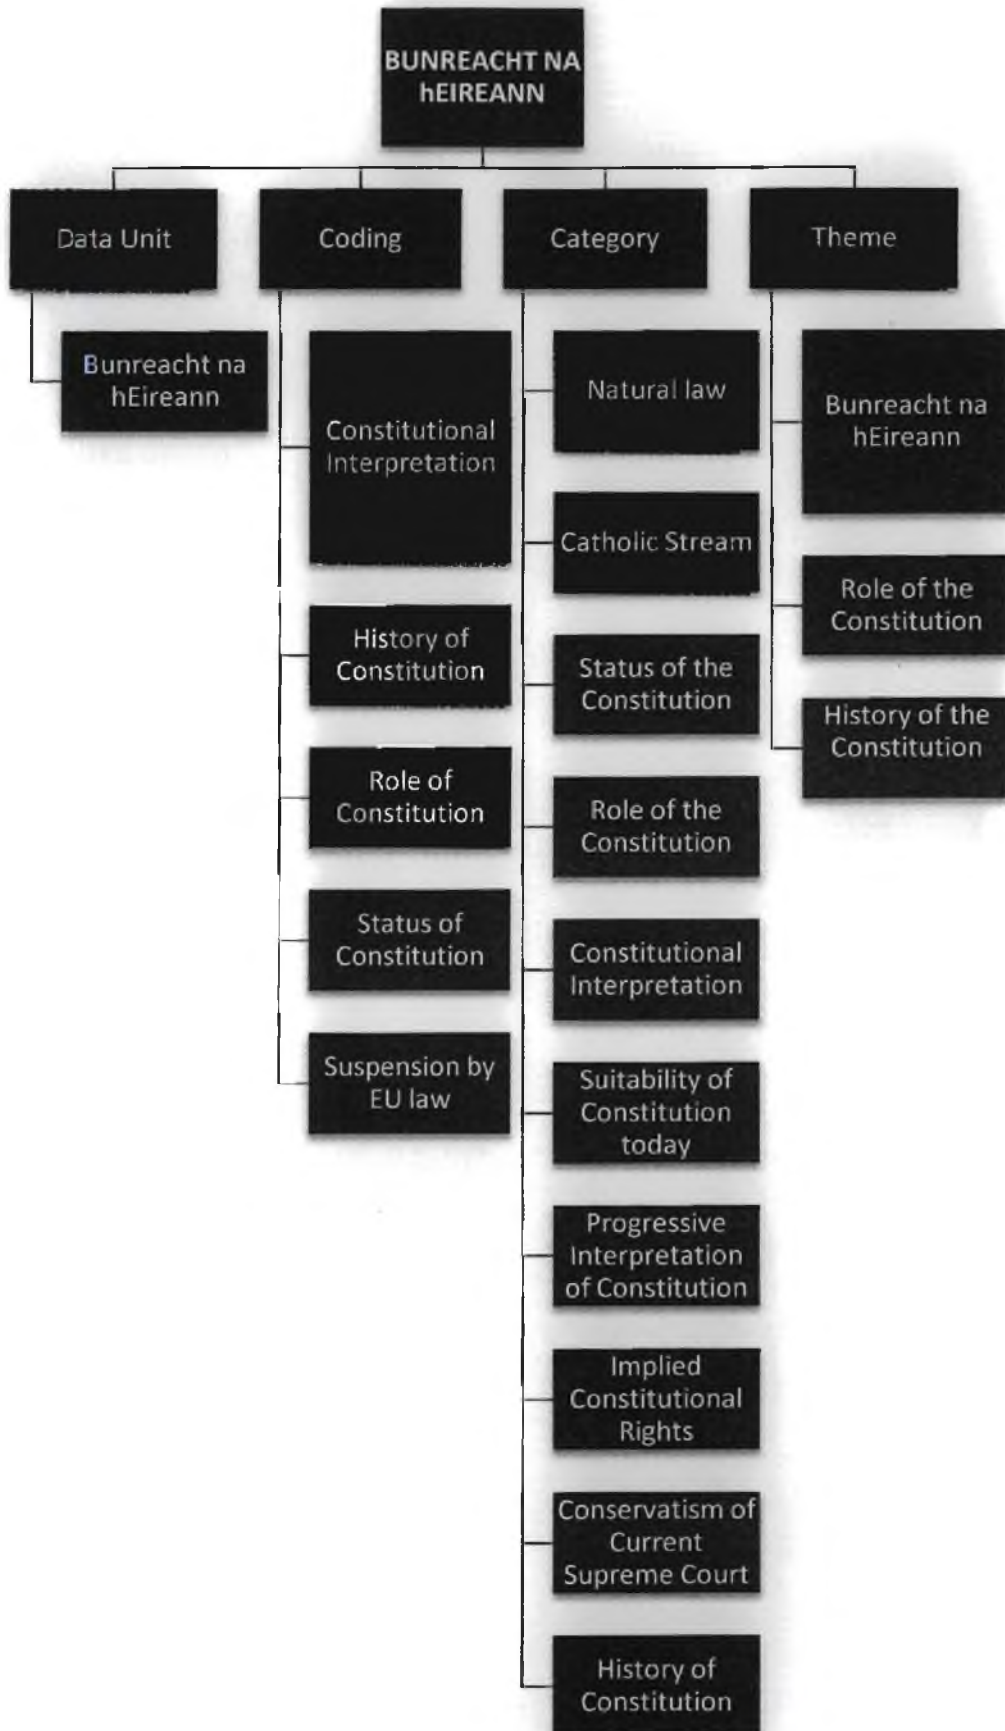 BUNREACHT NA
hEIREANN
Data Unit
Coding
Category
Theme
Bunreacht na
hEireann
Constitutional
Interpretation
History of
Constitution
Role of
Constitution
Status of
Constitution
Suspension by
EU law
Natural law
Catholic Stream
Status of the
Constitution
Role of the
Constitution
Constitutional
Interpretation
Suitability of
Constitution
today
Progressive
Interpretation
of Constitution
Implied
Constitutional
Rights
Conservatism of
Current
Supreme Court
History of
Constitution
Bunreacht na
hEireann
Role of the
Constitution
History of the
Constitution